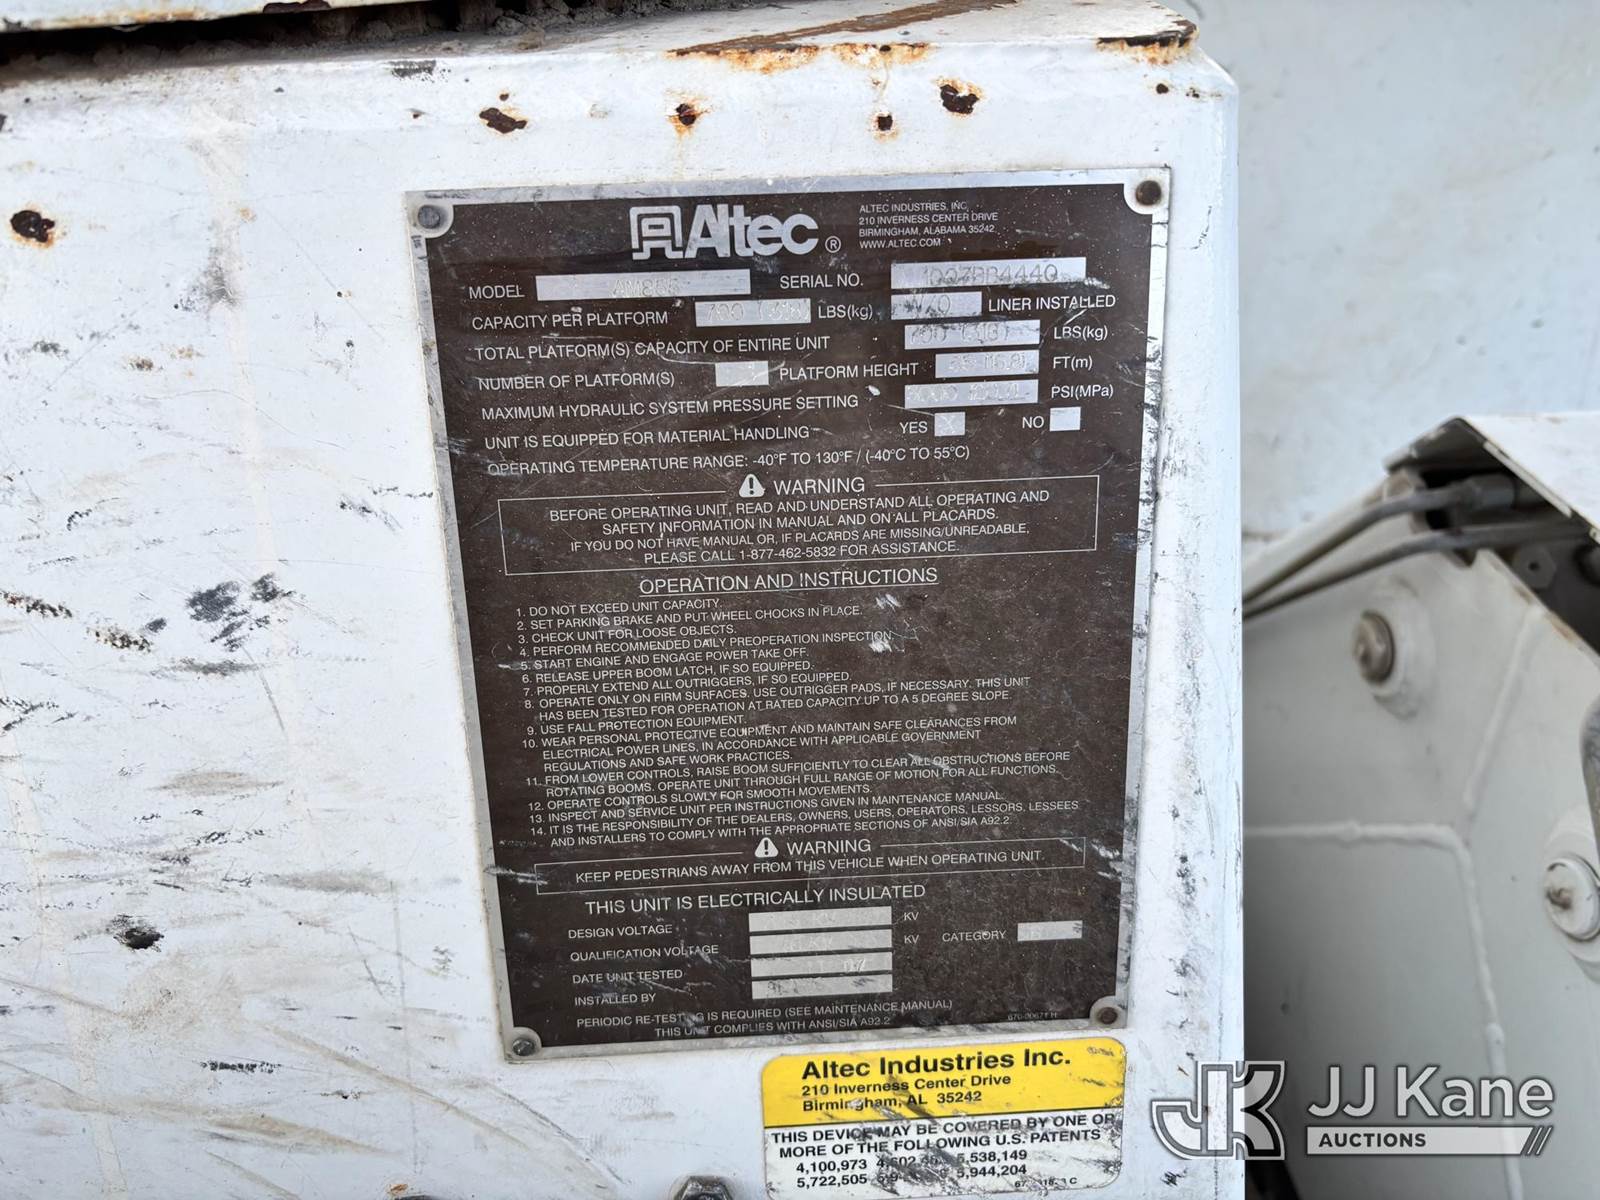 Altec®
ALTEC INDUSTRIES, INC.
210 INVERNESS CENTER DRIVE
BIRMINGHAM, ALABAMA 35242
WWW.ALTEC.COM
MODEL SERIAL NO.
CAPACITY PER PLATFORM 700 LBS(kg) LINER INSTALLED
TOTAL PLATFORM(S) CAPACITY OF ENTIRE UNIT 700 LBS(kg)
NUMBER OF PLATFORM(S) PLATFORM HEIGHT FT(m)
MAXIMUM HYDRAULIC SYSTEM PRESSURE SETTING PSI(MPa)
UNIT IS EQUIPPED FOR MATERIAL HANDLING YES NO
OPERATING TEMPERATURE RANGE: -40°F TO 130°F / (-40°C TO 55°C)
WARNING
BEFORE OPERATING UNIT, READ AND UNDERSTAND ALL OPERATING AND
SAFETY INFORMATION IN MANUAL AND ON ALL PLACARDS.
IF YOU DO NOT HAVE MANUAL OR, IF PLACARDS ARE MISSING/UNREADABLE,
PLEASE CALL 1-877-462-5832 FOR ASSISTANCE.
OPERATION AND INSTRUCTIONS
1. DO NOT EXCEED UNIT CAPACITY.
2. SET PARKING BRAKE AND PUT WHEEL CHOCKS IN PLACE.
3. CHECK UNIT FOR LOOSE OBJECTS.
4. PERFORM RECOMMENDED DAILY PREOPERATION INSPECTION.
5. START ENGINE AND ENGAGE POWER TAKE OFF.
6. RELEASE UPPER BOOM LATCH, IF SO EQUIPPED.
7. PROPERLY EXTEND ALL OUTRIGGERS, IF SO EQUIPPED.
8. OPERATE ONLY ON FIRM SURFACES. USE OUTRIGGER PADS, IF NECESSARY. THIS UNIT
HAS BEEN TESTED FOR OPERATION AT RATED CAPACITY UP TO A 5 DEGREE SLOPE.
9. USE FALL PROTECTION EQUIPMENT.
10. WEAR PERSONAL PROTECTIVE EQUIPMENT AND MAINTAIN SAFE CLEARANCES FROM
ELECTRICAL POWER LINES, IN ACCORDANCE WITH APPLICABLE GOVERNMENT
REGULATIONS AND SAFE WORK PRACTICES.
11. FROM LOWER CONTROLS, RAISE BOOM SUFFICIENTLY TO CLEAR ALL OBSTRUCTIONS BEFORE
ROTATING BOOMS. OPERATE UNIT THROUGH FULL RANGE OF MOTION FOR ALL FUNCTIONS.
12. OPERATE CONTROLS SLOWLY FOR SMOOTH MOVEMENTS.
13. INSPECT AND SERVICE UNIT PER INSTRUCTIONS GIVEN IN MAINTENANCE MANUAL.
14. IT IS THE RESPONSIBILITY OF THE DEALERS, OWNERS, USERS, OPERATORS, LESSORS, LESSEES
AND INSTALLERS TO COMPLY WITH THE APPROPRIATE SECTIONS OF ANSI/SIA A92.2.
WARNING
KEEP PEDESTRIANS AWAY FROM THIS VEHICLE WHEN OPERATING UNIT.
THIS UNIT IS ELECTRICALLY INSULATED
DESIGN VOLTAGE KV
QUALIFICATION VOLTAGE 46 KV KV CATEGORY
DATE UNIT TESTED 07
INSTALLED BY
PERIODIC RE-TESTING IS REQUIRED (SEE MAINTENANCE MANUAL)
THIS UNIT COMPLIES WITH ANSI/SIA A92.2
Altec Industries Inc.
210 Inverness Center Drive
Birmingham, AL 35242
THIS DEVICE MAY BE COVERED BY ONE OR
MORE OF THE FOLLOWING U.S. PATENTS
4,100,973 5,538,149
5,722,505 5,944,204
JK JJ Kane
AUCTIONS